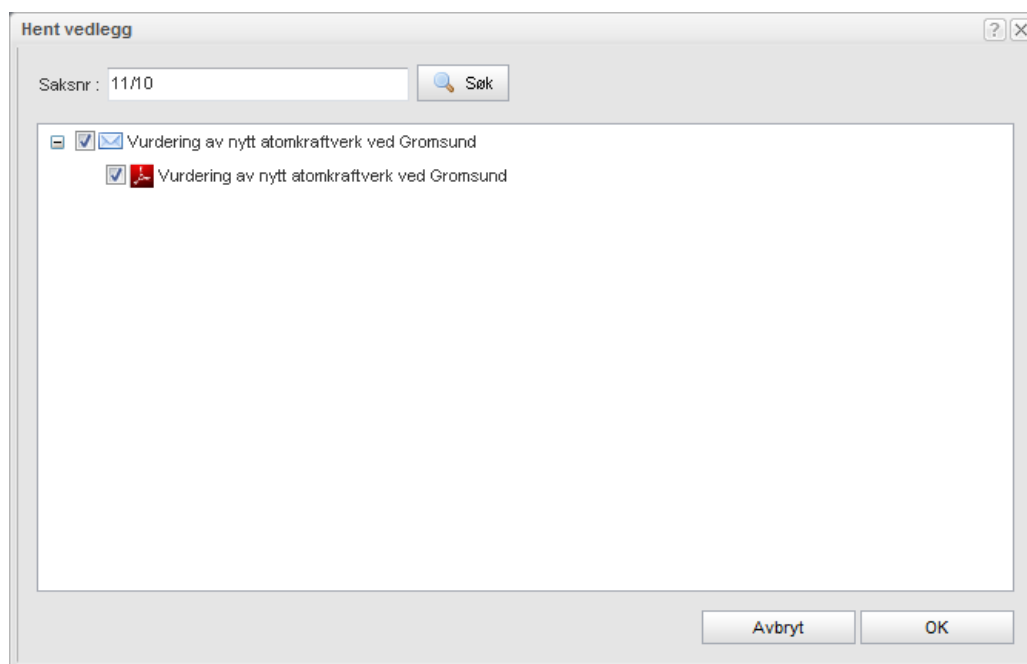 Hent vedlegg
Saksnr : 11/10 Søk
Vurdering av nytt atomkraftverk ved Gromsund
Vurdering av nytt atomkraftverk ved Gromsund
Avbryt OK